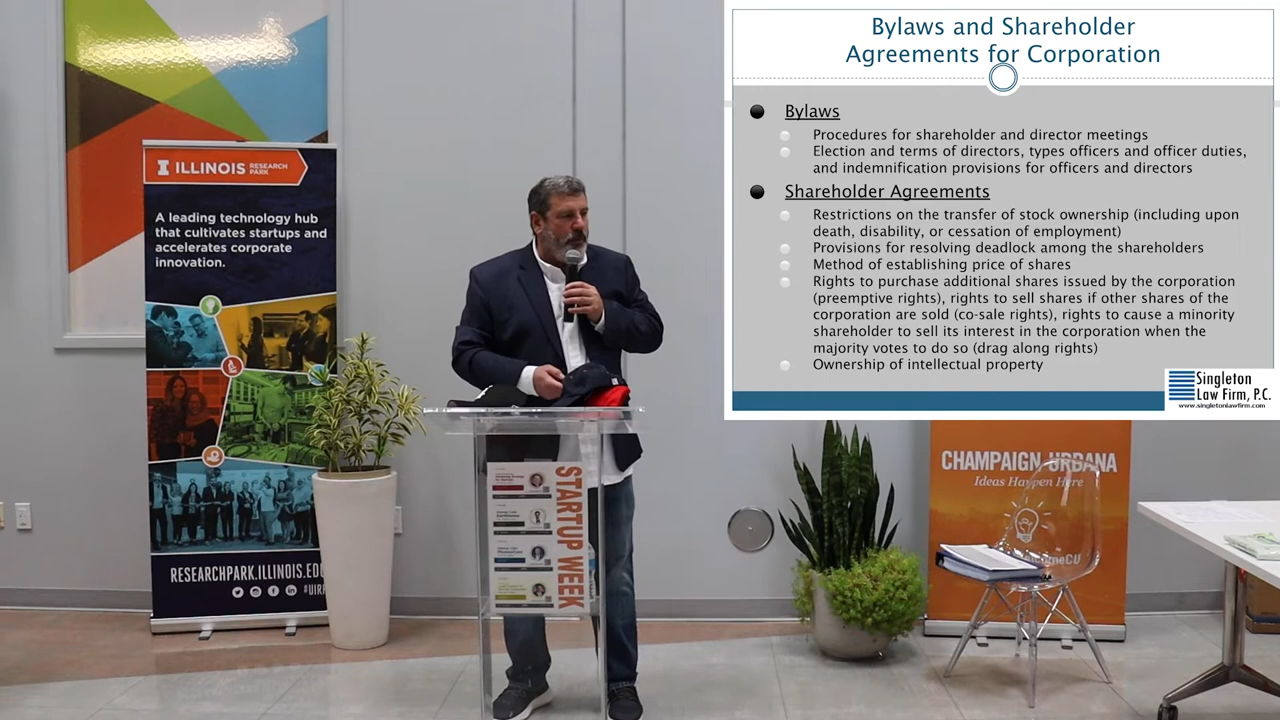 Bylaws and Shareholder
Agreements for Corporation
Bylaws
Procedures for shareholder and director meetings
Election and terms of directors, types officers and officer duties,
and indemnification provisions for officers and directors
Shareholder Agreements
Restrictions on the transfer of stock ownership (including upon
death, disability, or cessation of employment)
Provisions for resolving deadlock among the shareholders
Method of establishing price of shares
Rights to purchase additional shares issued by the corporation
(preemptive rights), rights to sell shares if other shares of the
corporation are sold (co-sale rights), rights to cause a minority
shareholder to sell its interest in the corporation when the
majority votes to do so (drag along rights)
Ownership of intellectual property
Singleton
Law Firm, P.C.
www.singletonlawfirm.com
ILLINOIS RESEARCH
PARK
A leading technology hub
that cultivates startups and
accelerates corporate
innovation.
RESEARCHPARK.ILLINOIS.EDU
#UIRP
STARTUP WEEK
CHAMPAIGN-URBANA
Ideas Happen Here